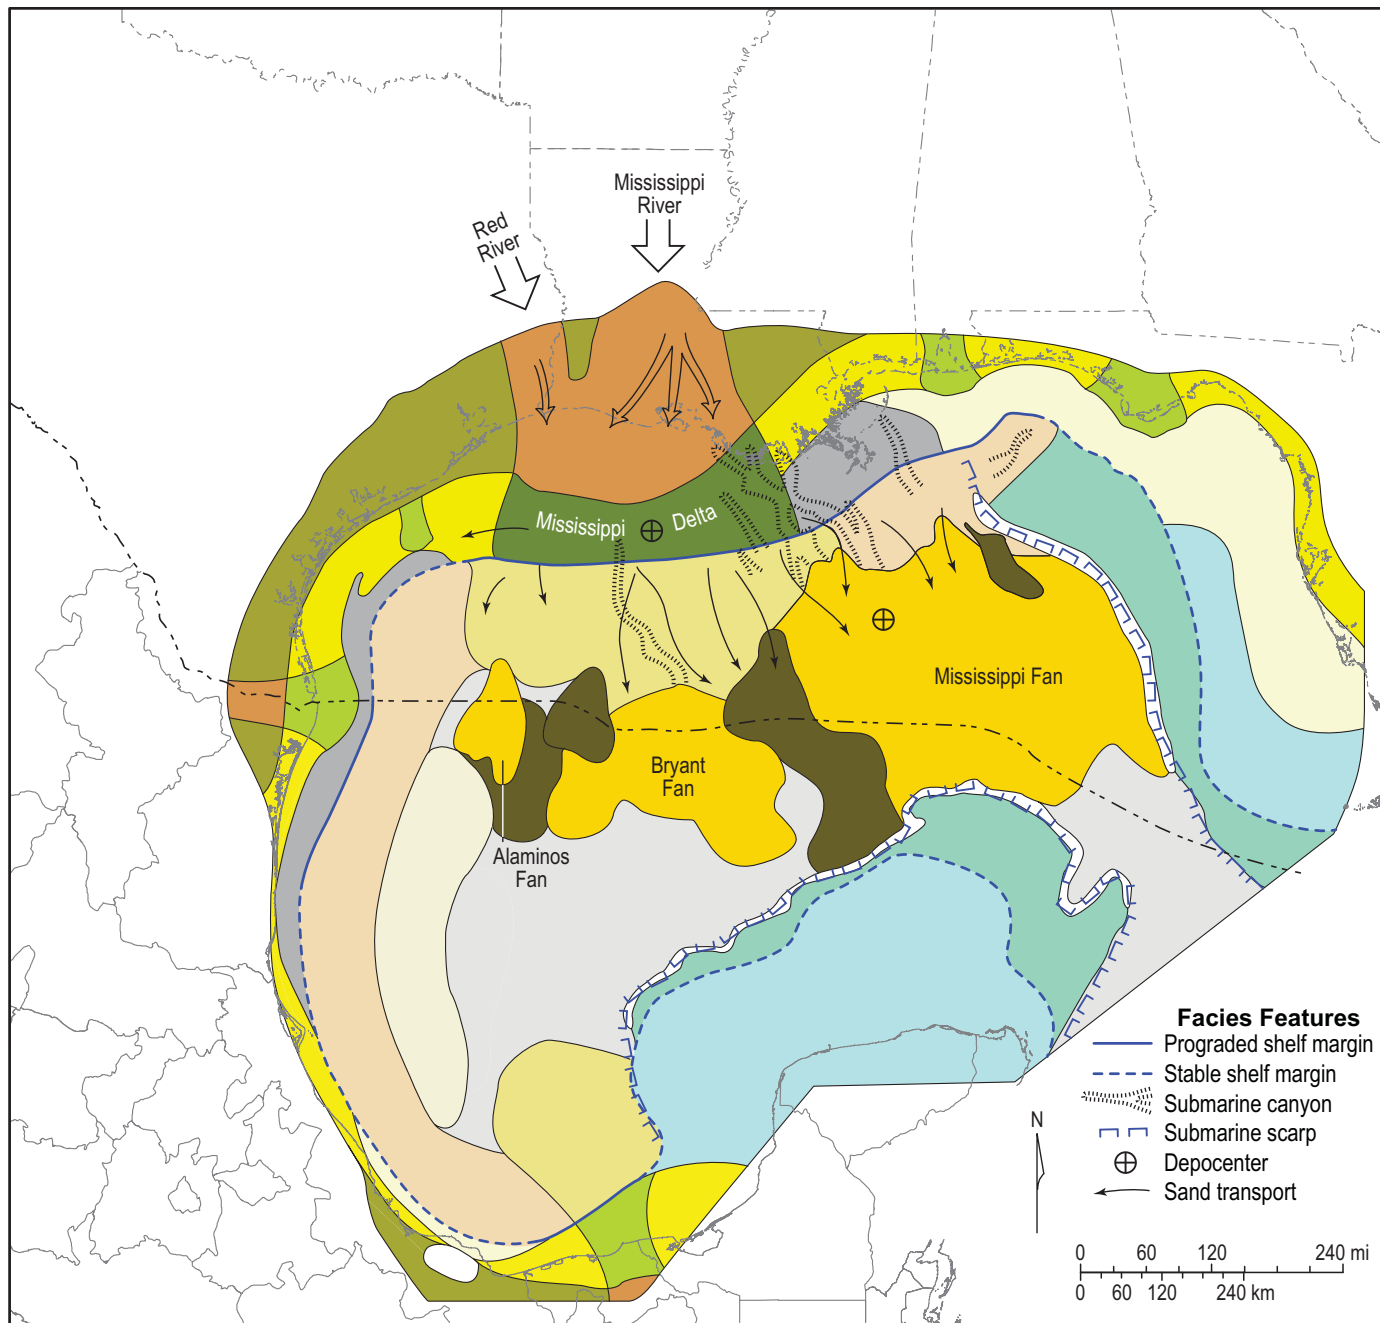 Mississippi
River
Red
River
Mississippi
Delta
Mississippi Fan
Bryant
Fan
Alaminos
Fan
Facies Features
Prograded shelf margin
Stable shelf margin
Submarine canyon
Submarine scarp
Depocenter
Sand transport
N
0 60 120 240 mi
0 60 120 240 km